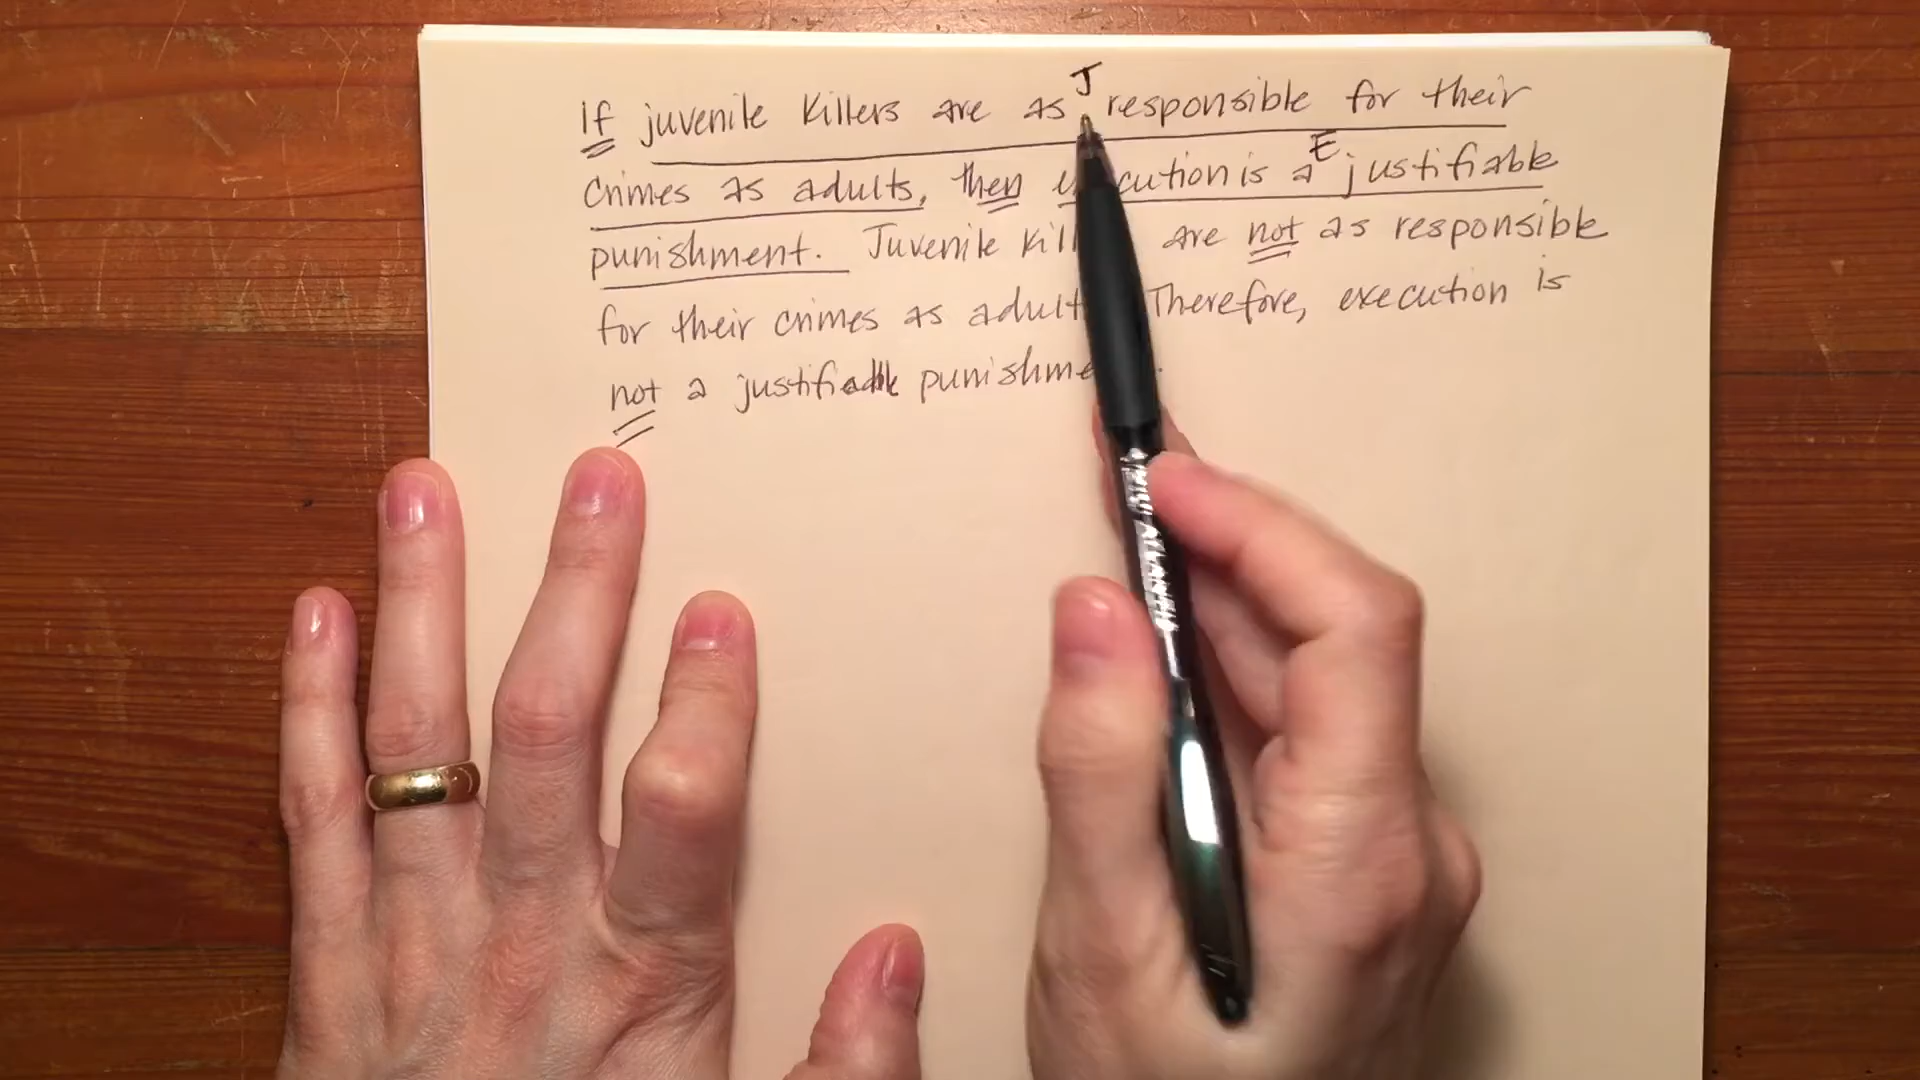 J
If juvenile killers are as responsible for their
E
crimes as adults, then execution is a justifiable
punishment. Juvenile are not as responsible
for their crimes as Therefore, execution is
not a justifiable